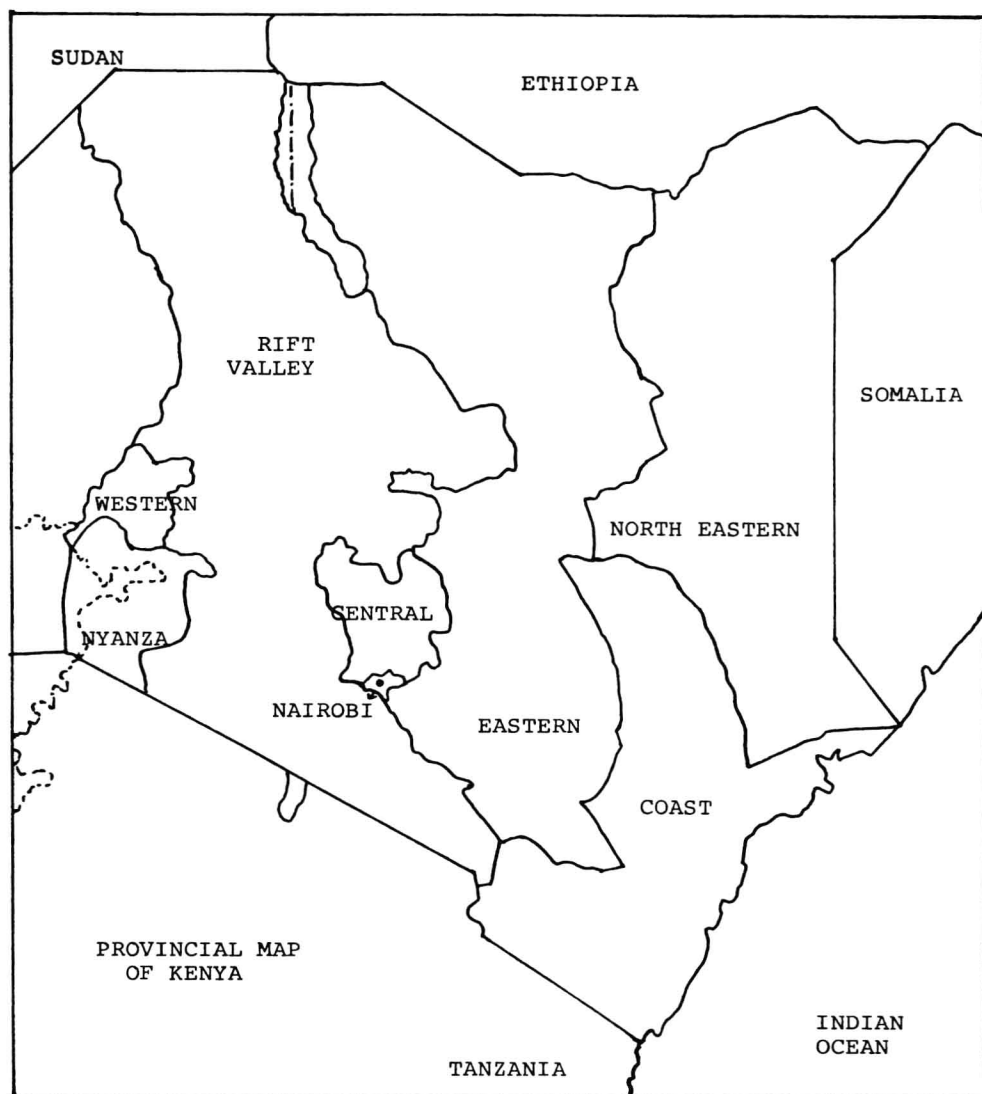 SUDAN
ETHIOPIA
RIFT
VALLEY
SOMALIA
WESTERN
NORTH EASTERN
SENTRAL
NYANZA
NAIROBI
EASTERN
COAST
PROVINCIAL MAP
OF KENYA
INDIAN
OCEAN
TANZANIA